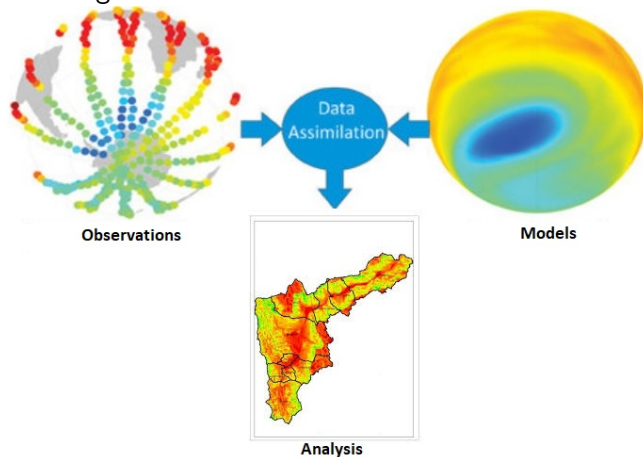 Data
Assimilation
Observations
Models
Analysis